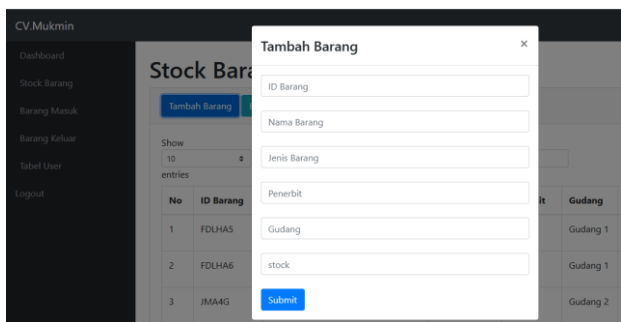 CV.Mukmin
Dashboard
Stock Barang
Barang Masuk
Barang Keluar
Tabel User
Logout
Stock Bara
Tambah Barang
Show
10
entries
No ID Barang it Gudang
1 FDLHA5 Gudang 1
2 FDLHA6 Gudang 1
3 JMA4G Gudang 2
Tambah Barang ×
ID Barang
Nama Barang
Jenis Barang
Penerbit
Gudang
stock
Submit